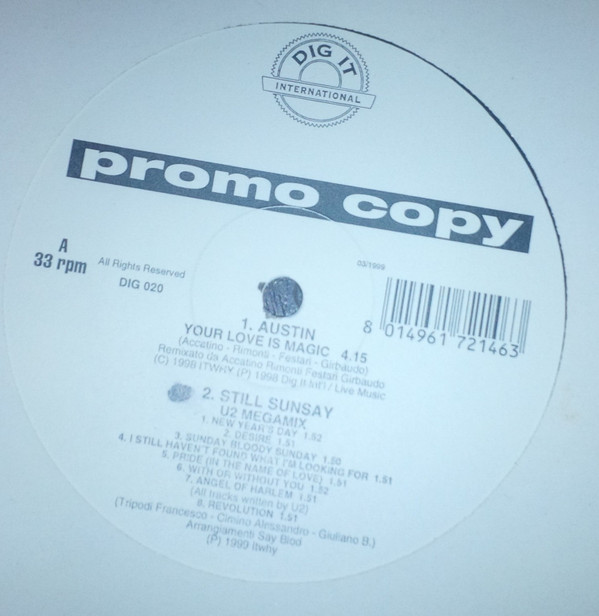 DIG IT
INTERNATIONAL
promo copy
A
33 rpm
All Rights Reserved
DIG 020
03/1999
8 014961 721463
1. AUSTIN
YOUR LOVE IS MAGIC 4.15
(Accatino - Rimonti - Festari - Girbaudo)
Remixato da Accatino Rimonti Festari Girbaudo
(C) 1998 ITWHY (P) 1998 Dig It Int'l / Live Music
2. STILL SUNSAY
U2 MEGAMIX
1. NEW YEAR'S DAY 1.52
2. DESIRE 1.51
3. SUNDAY BLOODY SUNDAY 1.50
4. I STILL HAVEN'T FOUND WHAT I'M LOOKING FOR 1.51
5. PRIDE (IN THE NAME OF LOVE) 1.51
6. WITH OR WITHOUT YOU 1.52
7. ANGEL OF HARLEM 1.51
(All tracks written by U2)
8. REVOLUTION 1.51
(Tripodi Francesco - Cimino Alessandro - Giuliano B.)
Arrangiamenti Say Blod
(P) 1999 Itwhy